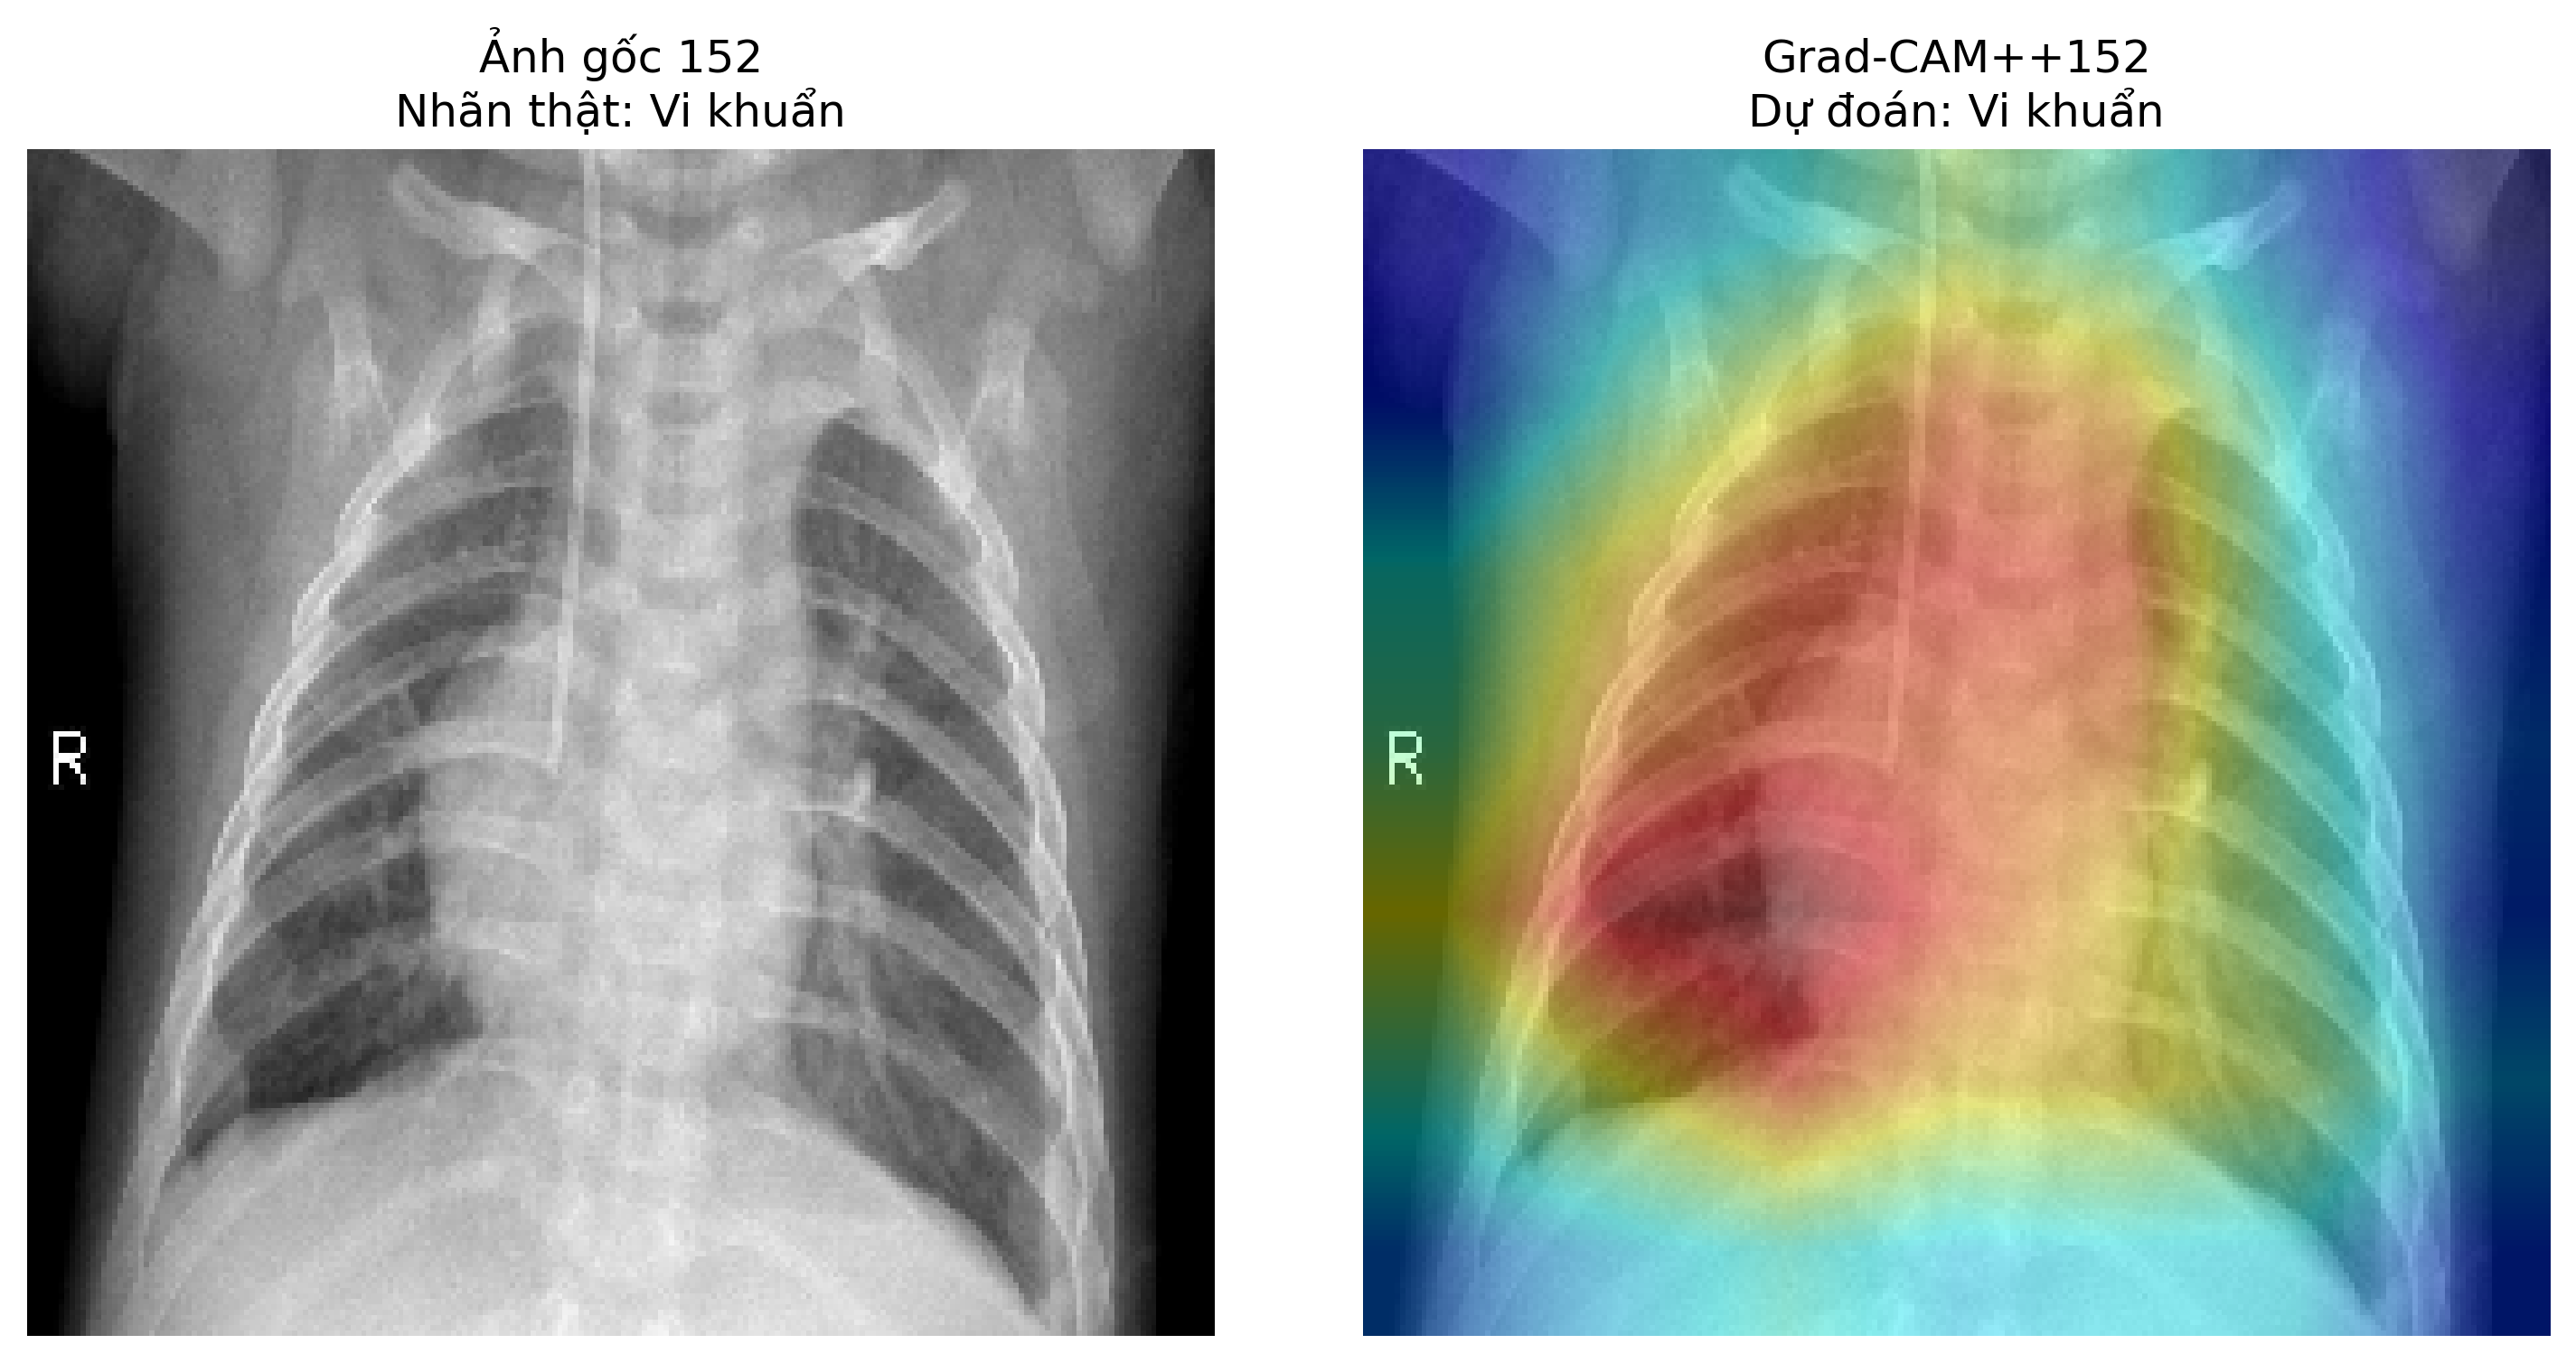 Ảnh gốc 152
Nhãn thật: Vi khuẩn
Grad-CAM++152
Dự đoán: Vi khuẩn
R
R